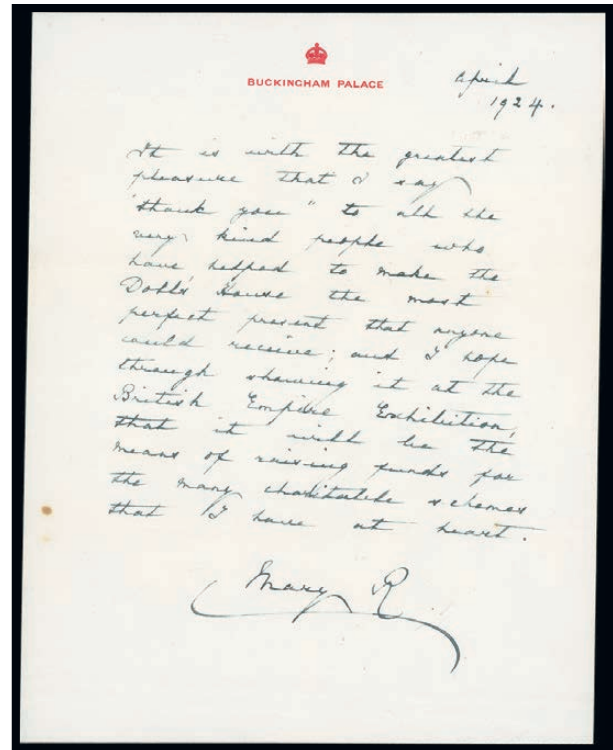 BUCKINGHAM PALACE
April
1924.
It is with the greatest
pleasure that I say
"thank you" to all the
very kind people who
have helped to make the
Doll's House the most
perfect present that anyone
could receive; and I hope
through showing it at the
British Empire Exhibition,
that it will be the
means of raising funds for
the many charitable schemes
that I have at heart.
Mary R